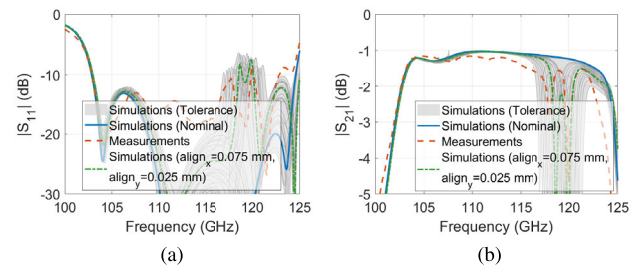 0
-10
-20
-30
|S11| (dB)
Simulations (Tolerance)
Simulations (Nominal)
Measurements
Simulations (alignx=0.075 mm,
aligny=0.025 mm)
100 105 110 115 120 125
Frequency (GHz)
(a)
0
-1
-2
-3
-4
-5
|S21| (dB)
Simulations (Tolerance)
Simulations (Nominal)
Measurements
Simulations (alignx=0.075 mm,
aligny=0.025 mm)
100 105 110 115 120 125
Frequency (GHz)
(b)